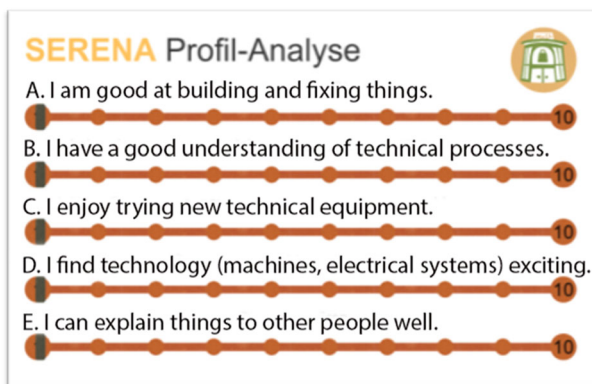 SERENA Profil-Analyse
A. I am good at building and fixing things.
10
B. I have a good understanding of technical processes.
10
C. I enjoy trying new technical equipment.
10
D. I find technology (machines, electrical systems) exciting.
10
E. I can explain things to other people well.
10